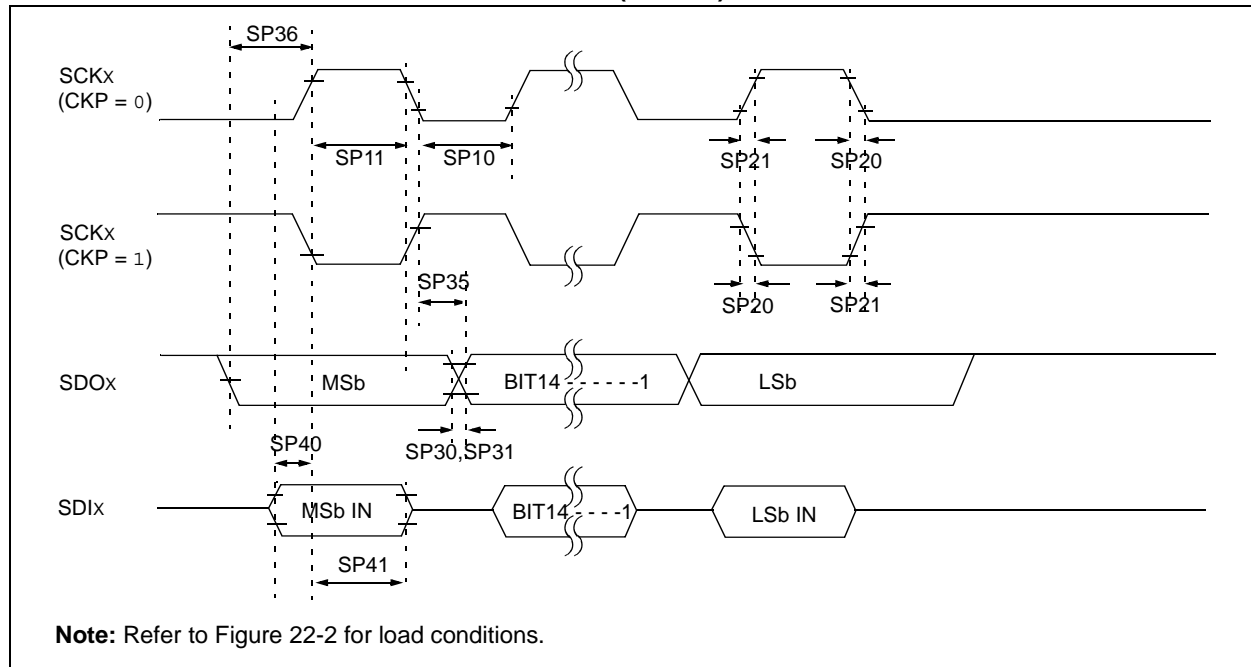 SP36
SCKx
(CKP = 0)
SP11
SP10
SP21
SP20
SCKx
(CKP = 1)
SP35
SP20
SP21
SDOx
MSb
BIT14 - - - - - -1
LSb
SP40
SP30,SP31
SDIx
MSb IN
BIT14 - - - - -1
LSb IN
SP41
Note: Refer to Figure 22-2 for load conditions.